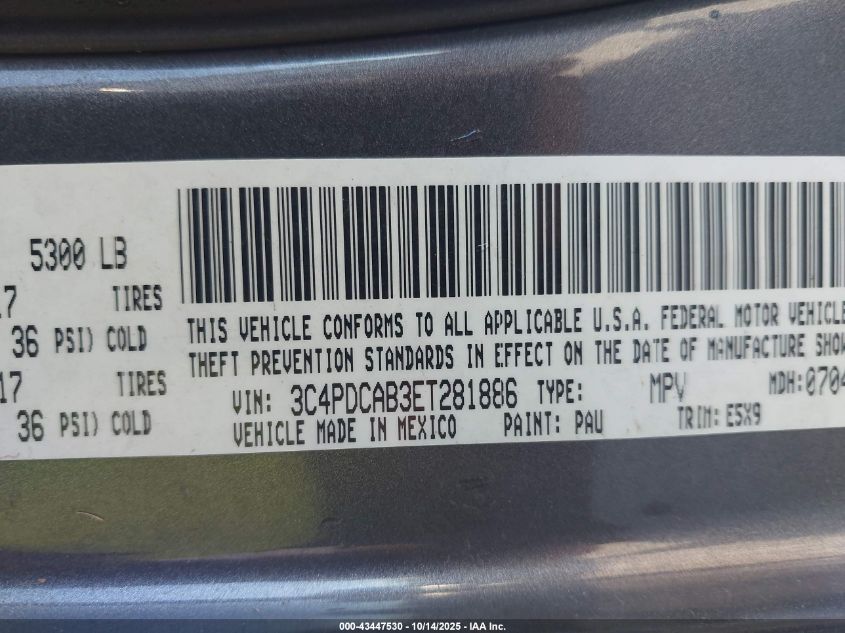 5300 LB
17 TIRES
36 PSI) COLD
17 TIRES
36 PSI) COLD
THIS VEHICLE CONFORMS TO ALL APPLICABLE U.S.A. FEDERAL MOTOR VEHICLE
THEFT PREVENTION STANDARDS IN EFFECT ON THE DATE OF MANUFACTURE SHOW
VIN: 3C4PDCAB3ET281886 TYPE: MPV MDH:0704
VEHICLE MADE IN MEXICO PAINT: PAU TRIM: E5X9
000-43447530 - 10/14/2025 - IAA Inc.